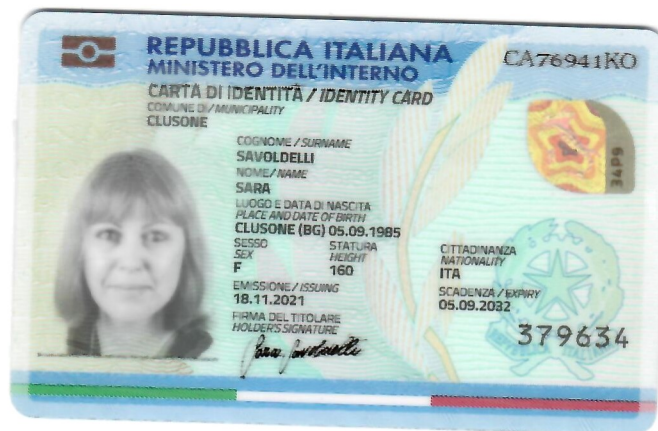 REPUBBLICA ITALIANA
MINISTERO DELL'INTERNO
CA76941KO
CARTA DI IDENTITÀ / IDENTITY CARD
COMUNE DI / MUNICIPALITY
CLUSONE
COGNOME / SURNAME
SAVOLDELLI
NOME / NAME
SARA
LUOGO E DATA DI NASCITA
PLACE AND DATE OF BIRTH
CLUSONE (BG) 05.09.1985
SESSO STATURA CITTADINANZA
SEX HEIGHT NATIONALITY
F 160 ITA
EMISSIONE / ISSUING SCADENZA / EXPIRY
18.11.2021 05.09.2032
FIRMA DEL TITOLARE
HOLDER'S SIGNATURE
Sara Savoldelli
379634
34P9